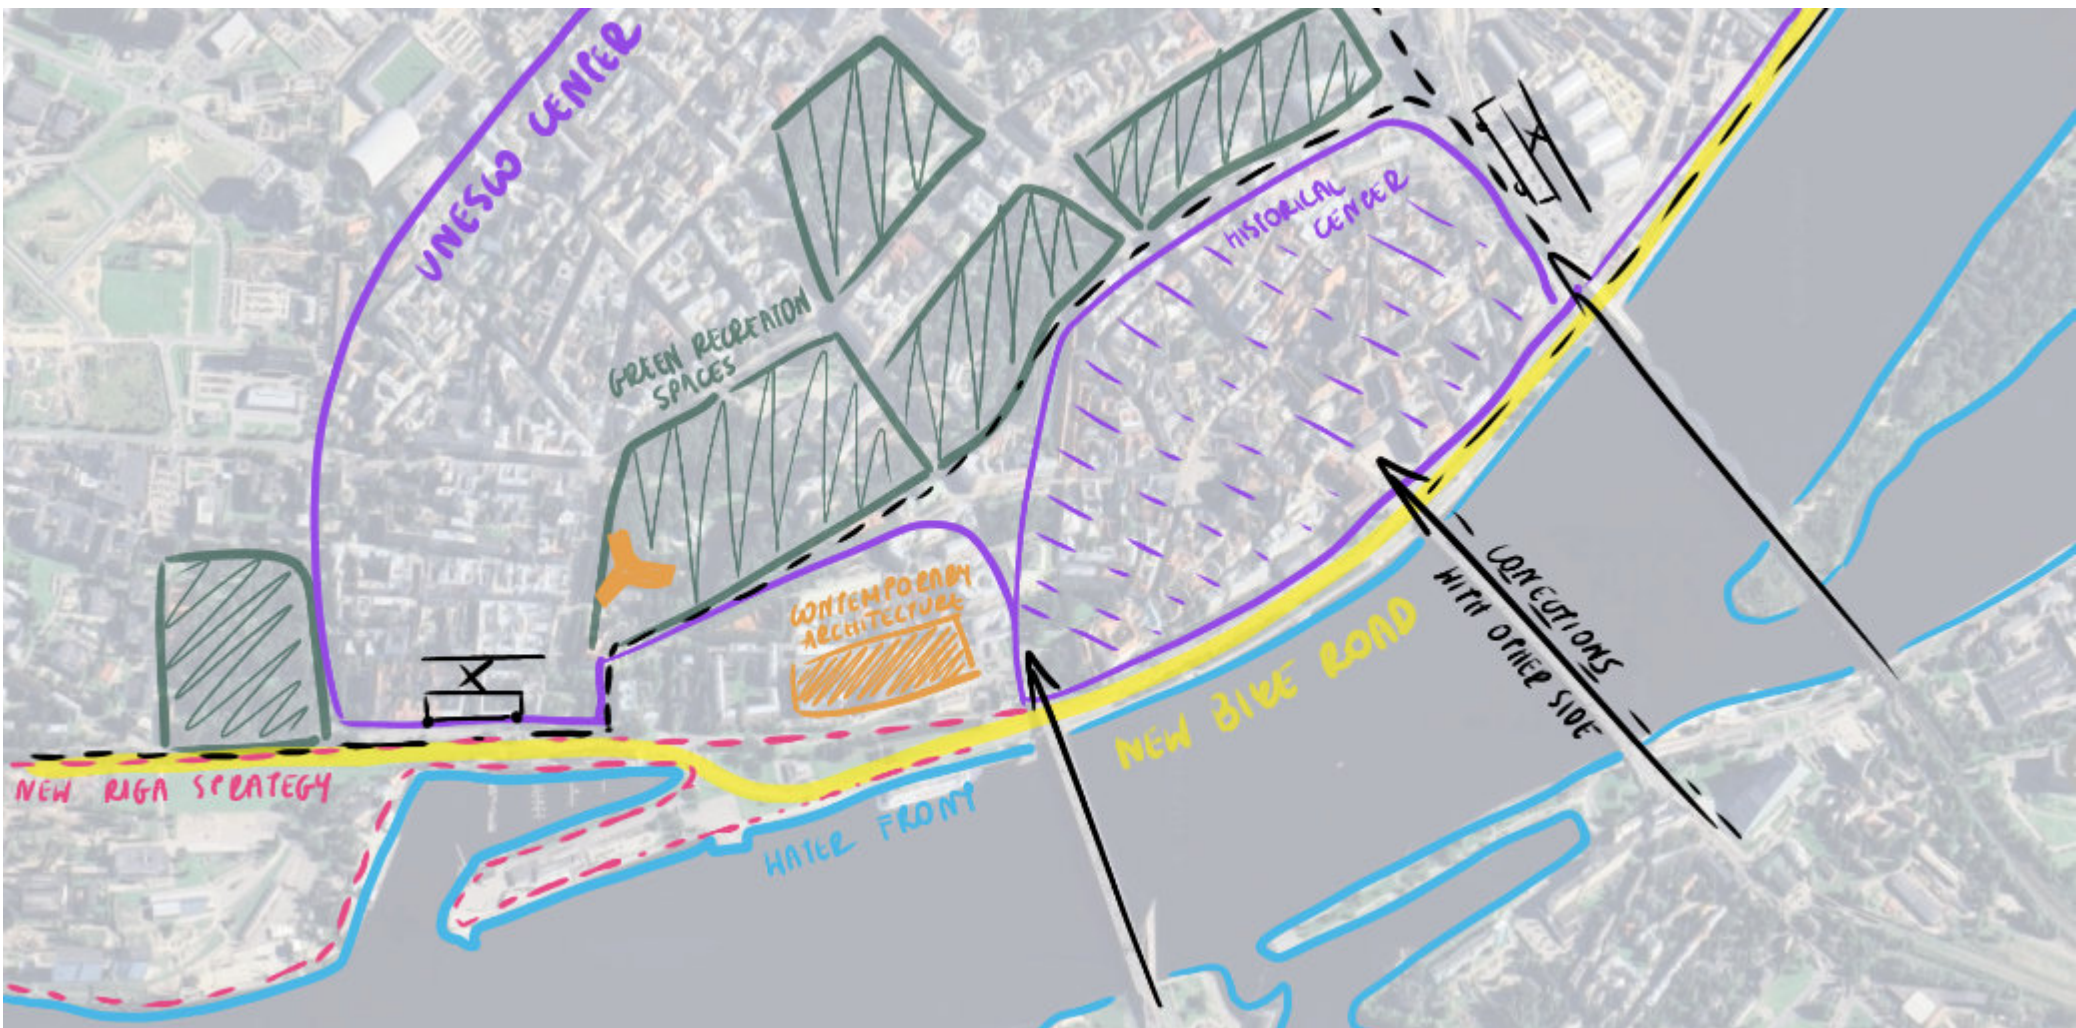 UNESCO CENTER
HISTORICAL
CENTER
GREEN RECREATION
SPACES
CONTEMPORARY
ARCHITECTURE
CONECTIONS
WITH OTHER SIDE
NEW BIKE ROAD
NEW RIGA STRATEGY
WATER FRONT